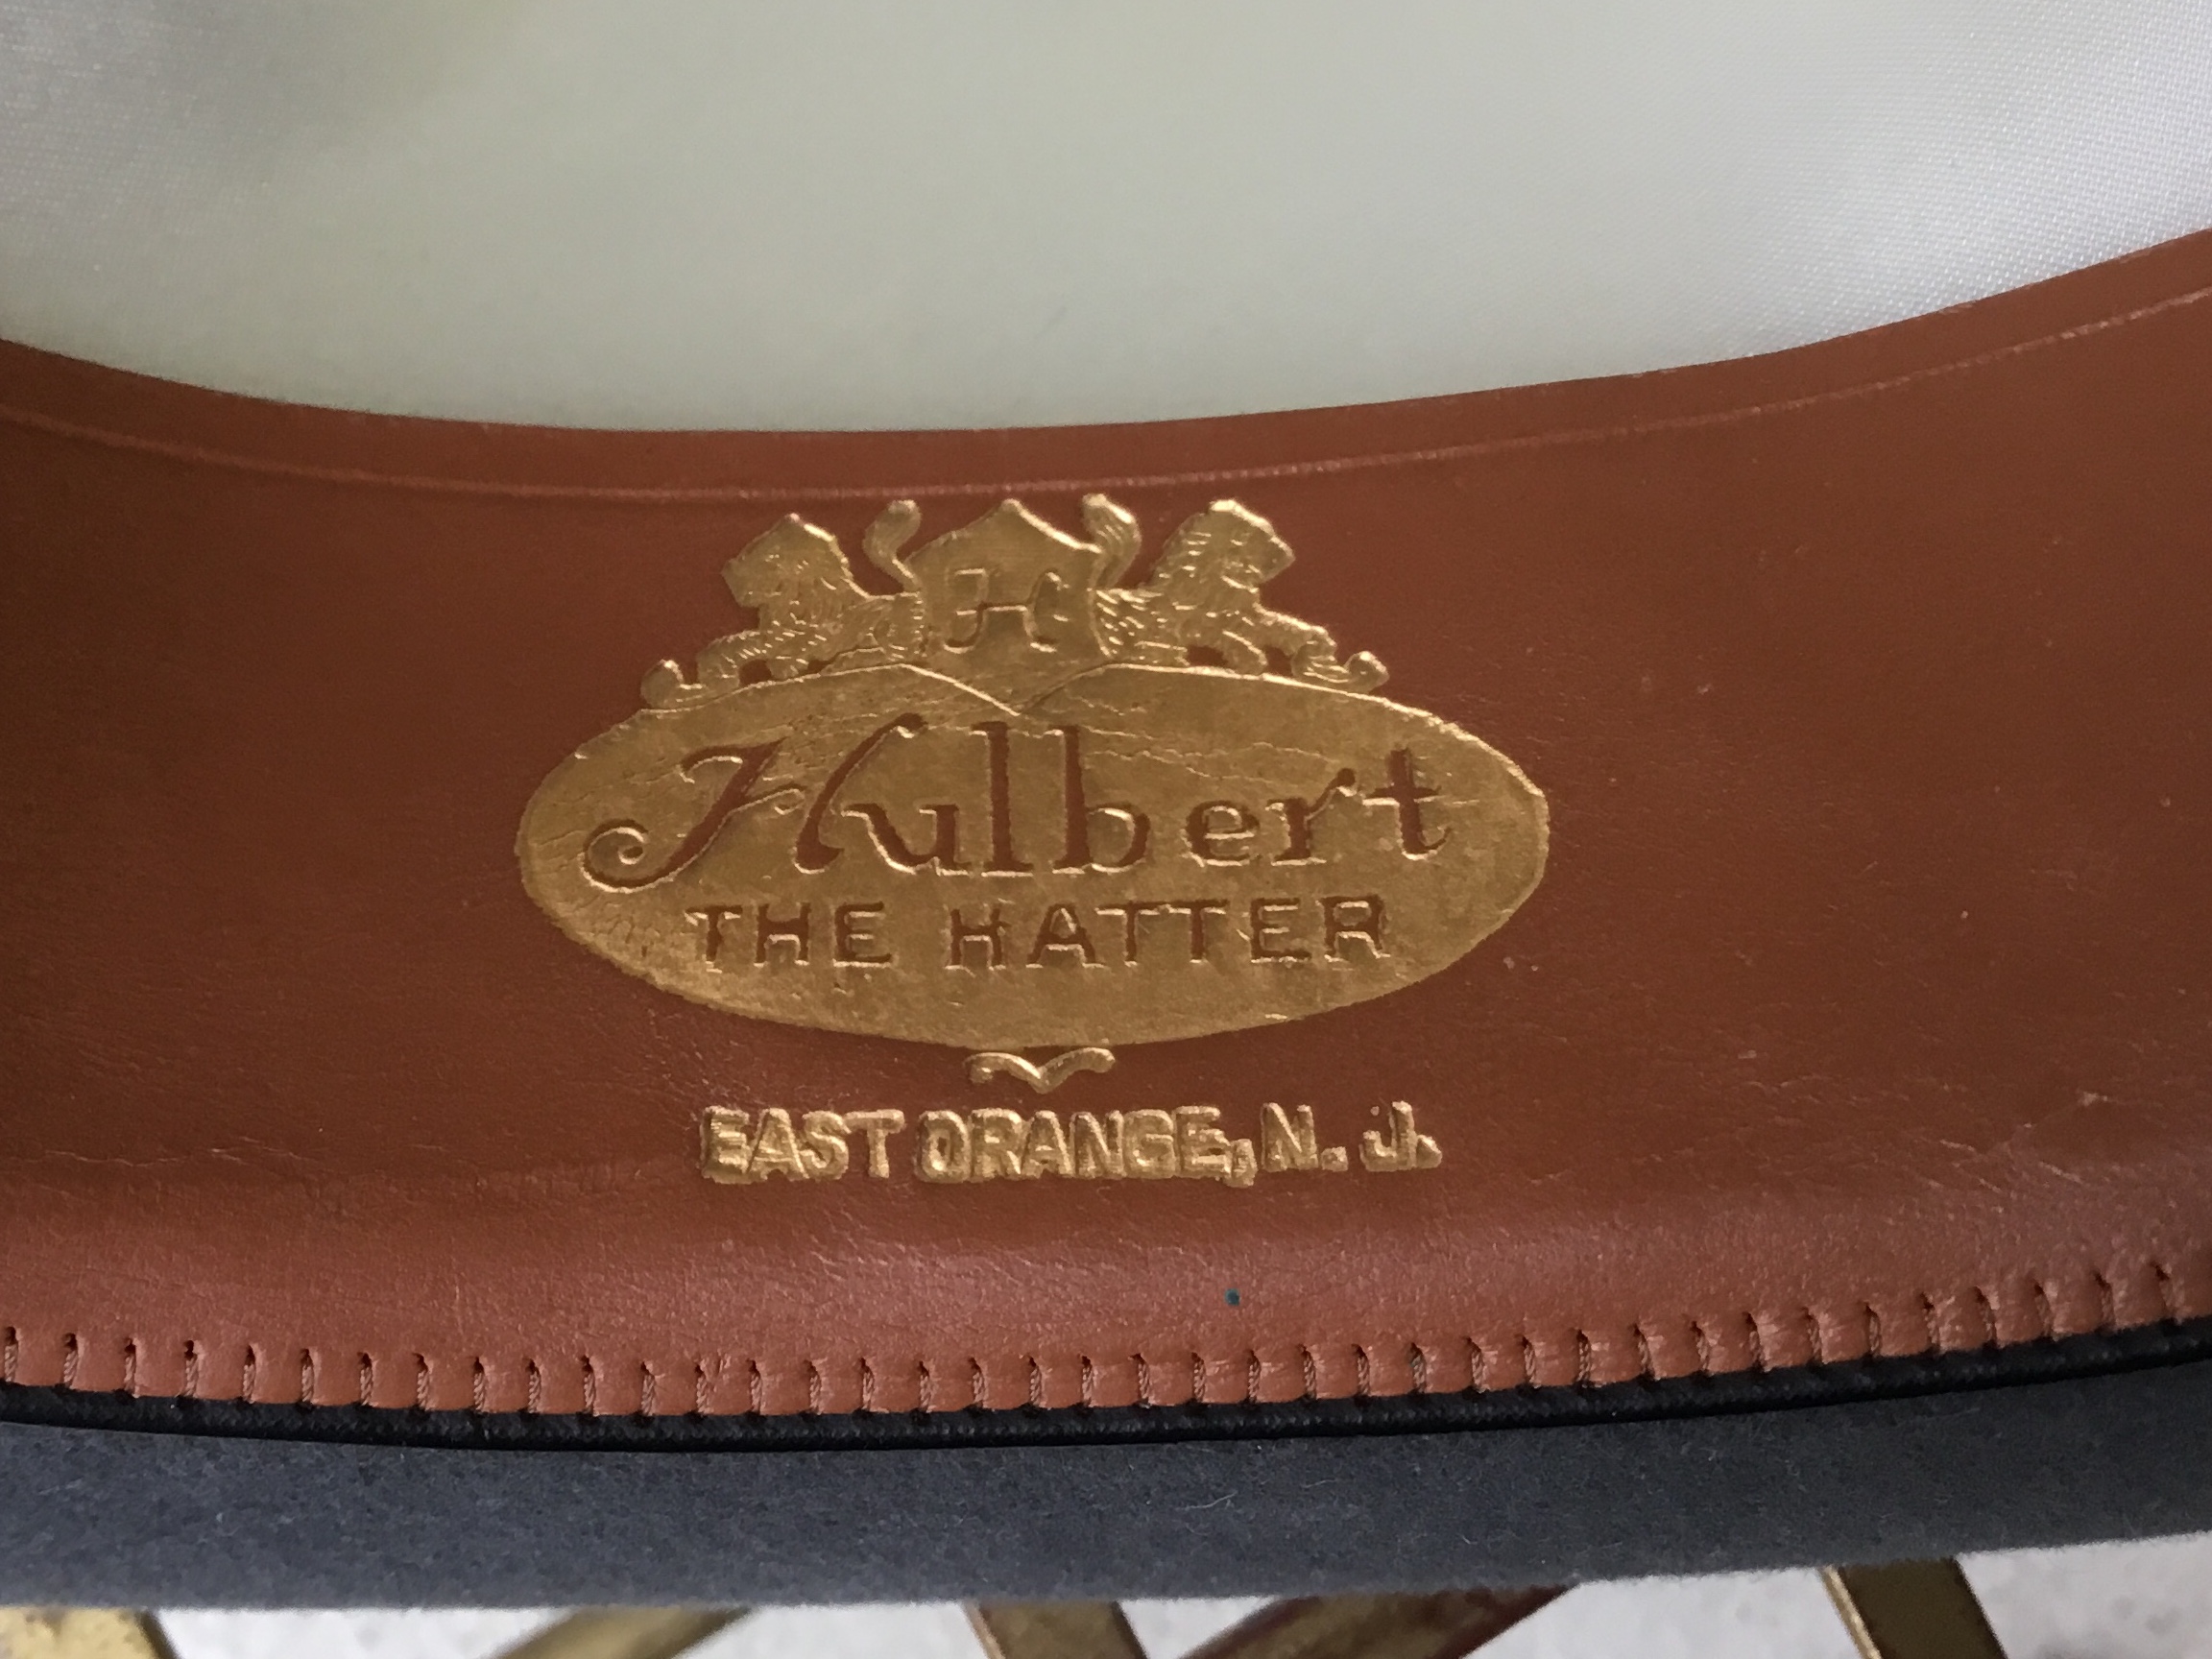 H
Hulbert
THE HATTER
EAST ORANGE, N. J.